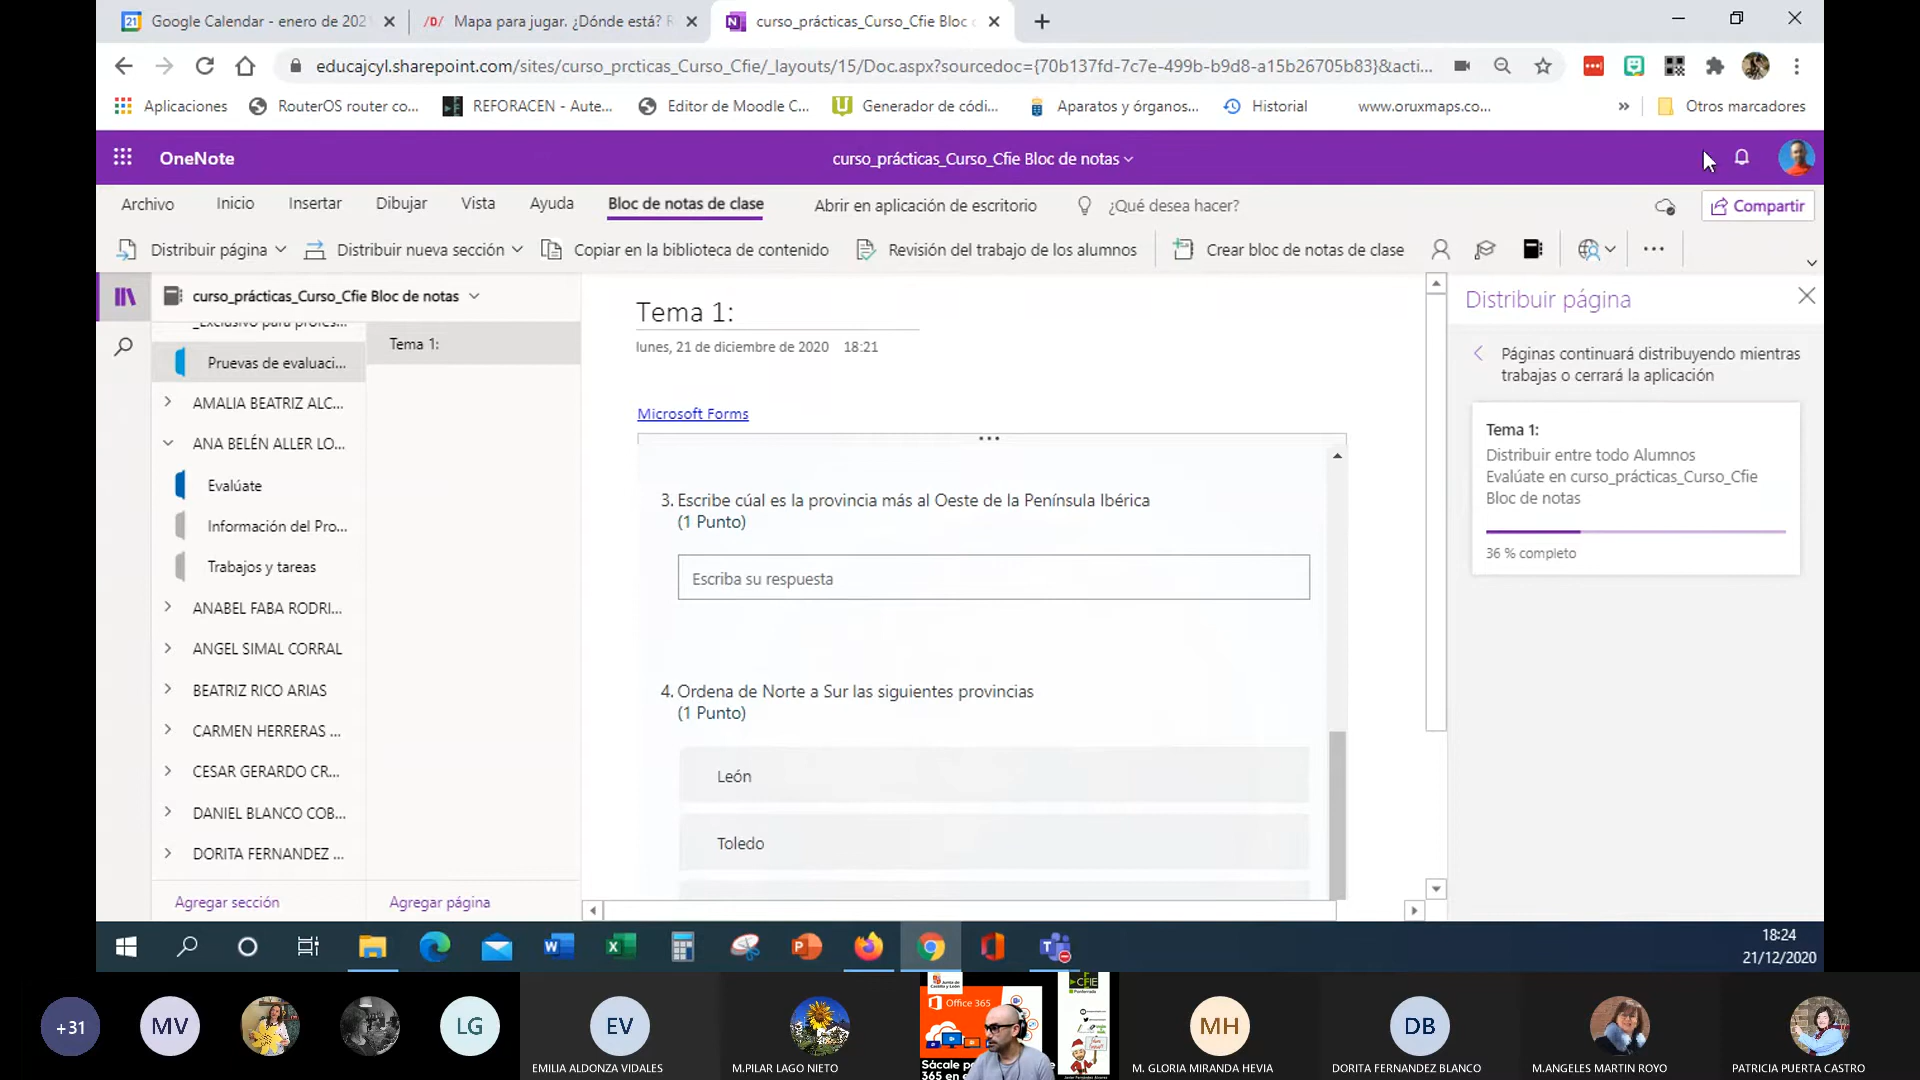 Google Calendar - enero de 202
Mapa para jugar. ¿Dónde está? R
curso_prácticas_Curso_Cfie Bloc d
educajcyl.sharepoint.com/sites/curso_prcticas_Curso_Cfie/_layouts/15/Doc.aspx?sourcedoc={70b137fd-7c7e-499b-b9d8-a15b26705b83}&acti...
Aplicaciones
RouterOS router co...
REFORACEN - Aute...
Editor de Moodle C...
Generador de códi...
Aparatos y órganos...
Historial
www.oruxmaps.co...
»
Otros marcadores
OneNote
curso_prácticas_Curso_Cfie Bloc de notas
Archivo
Inicio
Insertar
Dibujar
Vista
Ayuda
Bloc de notas de clase
Abrir en aplicación de escritorio
¿Qué desea hacer?
Compartir
Distribuir página
Distribuir nueva sección
Copiar en la biblioteca de contenido
Revisión del trabajo de los alumnos
Crear bloc de notas de clase
curso_prácticas_Curso_Cfie Bloc de notas
_Exclusivo para profes...
Pruevas de evaluaci...
AMALIA BEATRIZ ALC...
ANA BELÉN ALLER LO...
Evalúate
Información del Pro...
Trabajos y tareas
ANABEL FABA RODRI...
ANGEL SIMAL CORRAL
BEATRIZ RICO ARIAS
CARMEN HERRERAS ...
CESAR GERARDO CR...
DANIEL BLANCO COB...
DORITA FERNANDEZ ...
Agregar sección
Tema 1:
Agregar página
Tema 1:
lunes, 21 de diciembre de 2020 18:21
Microsoft Forms
3. Escribe cúal es la provincia más al Oeste de la Península Ibérica
(1 Punto)
Escriba su respuesta
4. Ordena de Norte a Sur las siguientes provincias
(1 Punto)
León
Toledo
Distribuir página
Páginas continuará distribuyendo mientras
trabajas o cerrará la aplicación
Tema 1:
Distribuir entre todo Alumnos
Evalúate en curso_prácticas_Curso_Cfie
Bloc de notas
36 % completo
18:24
21/12/2020
+31
MV
LG
EV
EMILIA ALDONZA VIDALES
M.PILAR LAGO NIETO
Office 365
CFIE
Sácale p
365 en e
MH
M. GLORIA MIRANDA HEVIA
DB
DORITA FERNANDEZ BLANCO
M.ANGELES MARTIN ROYO
PATRICIA PUERTA CASTRO